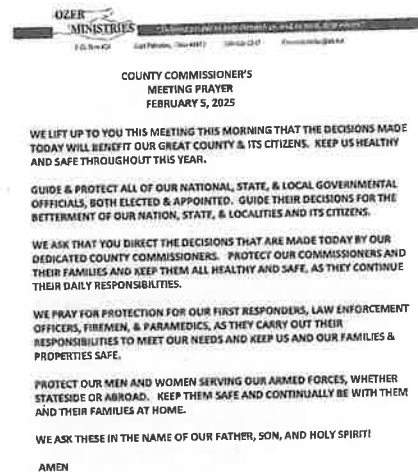 OZER
MINISTRIES
COUNTY COMMISSIONER'S
MEETING PRAYER
FEBRUARY 5, 2025
WE LIFT UP TO YOU THIS MEETING THIS MORNING THAT THE DECISIONS MADE
TODAY WILL BENEFIT OUR GREAT COUNTY & ITS CITIZENS. KEEP US HEALTHY
AND SAFE THROUGHOUT THIS YEAR.
GUIDE & PROTECT ALL OF OUR NATIONAL, STATE, & LOCAL GOVERNMENTAL
OFFFICIALS, BOTH ELECTED & APPOINTED. GUIDE THEIR DECISIONS FOR THE
BETTERMENT OF OUR NATION, STATE, & LOCALITIES AND ITS CITIZENS.
WE ASK THAT YOU DIRECT THE DECISIONS THAT ARE MADE TODAY BY OUR
DEDICATED COUNTY COMMISSIONERS. PROTECT OUR COMMISSIONERS AND
THEIR FAMILIES AND KEEP THEM ALL HEALTHY AND SAFE, AS THEY CONTINUE
THEIR DAILY RESPONSIBILITIES.
WE PRAY FOR PROTECTION FOR OUR FIRST RESPONDERS, LAW ENFORCEMENT
OFFICERS, FIREMEN, & PARAMEDICS, AS THEY CARRY OUT THEIR
RESPONSIBILITIES TO MEET OUR NEEDS AND KEEP US AND OUR FAMILIES &
PROPERTIES SAFE.
PROTECT OUR MEN AND WOMEN SERVING OUR ARMED FORCES, WHETHER
STATESIDE OR ABROAD. KEEP THEM SAFE AND CONTINUALLY BE WITH THEM
AND THEIR FAMILIES AT HOME.
WE ASK THESE IN THE NAME OF OUR FATHER, SON, AND HOLY SPIRIT!
AMEN